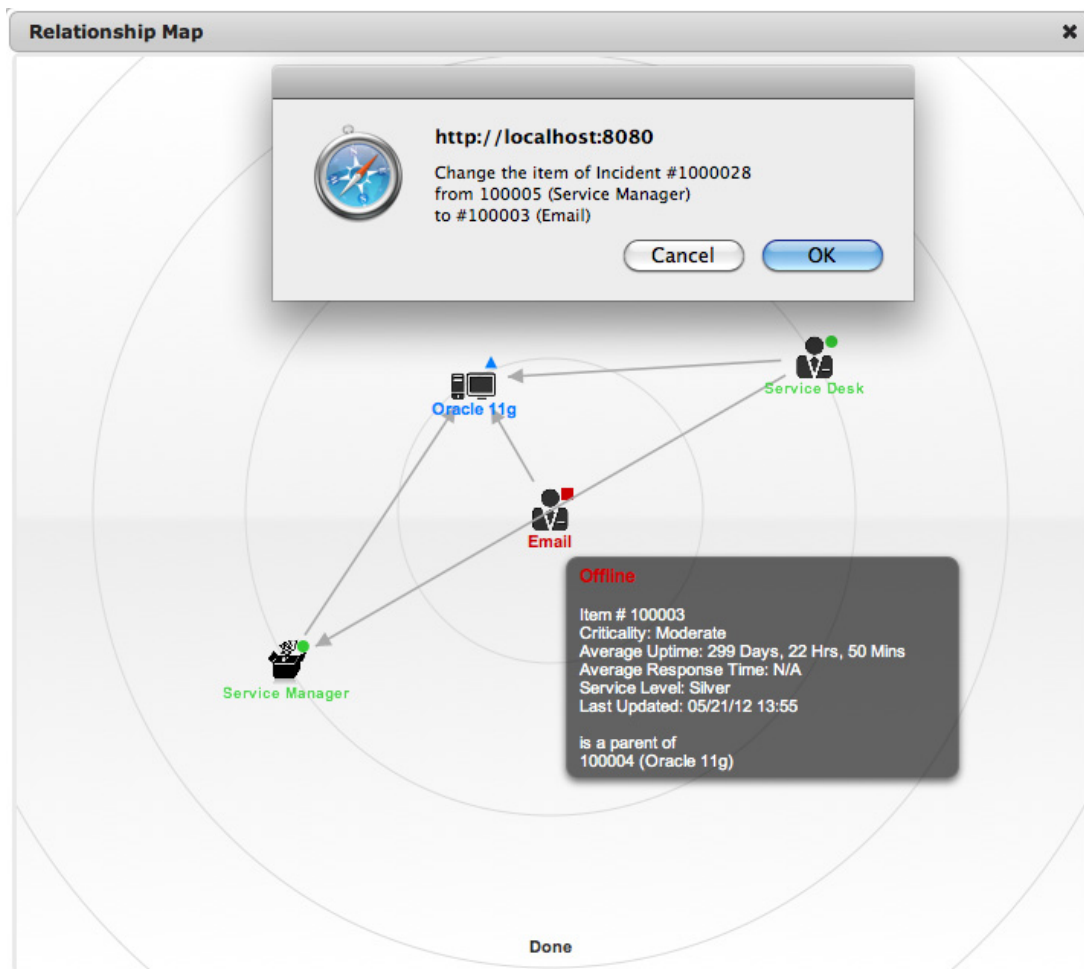 Relationship Map
http://localhost:8080
Change the item of Incident #1000028
from 100005 (Service Manager)
to #100003 (Email)
Cancel
OK
Service Desk
Oracle 11g
Email
Offline
Item # 100003
Criticality: Moderate
Average Uptime: 299 Days, 22 Hrs, 50 Mins
Average Response Time: N/A
Service Level: Silver
Last Updated: 05/21/12 13:55
is a parent of
100004 (Oracle 11g)
Service Manager
Done